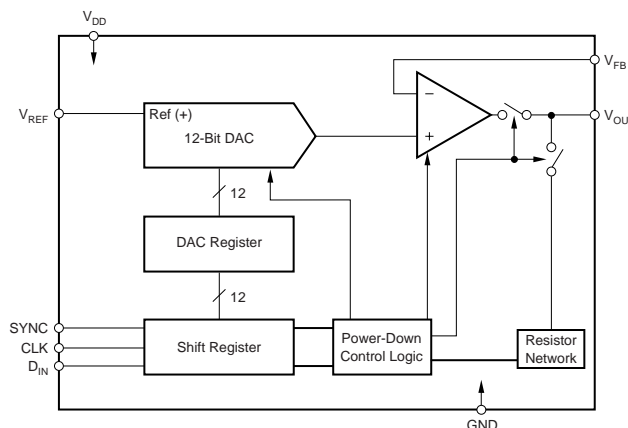 VDD
VFB
VREF
Ref (+)
12-Bit DAC
−
+
VOU
12
DAC Register
12
SYNC
CLK
DIN
Shift Register
Power-Down
Control Logic
Resistor
Network
GND